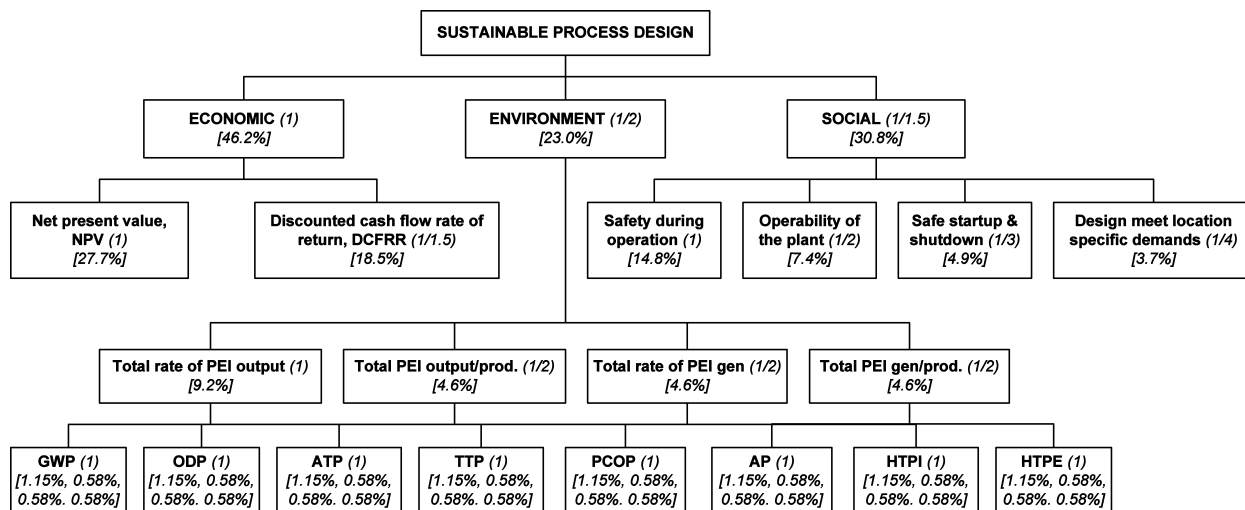 SUSTAINABLE PROCESS DESIGN
ECONOMIC (1)
[46.2%]
ENVIRONMENT (1/2)
[23.0%]
SOCIAL (1/1.5)
[30.8%]
Net present value,
NPV (1)
[27.7%]
Discounted cash flow rate of
return, DCFRR (1/1.5)
[18.5%]
Safety during
operation (1)
[14.8%]
Operability of
the plant (1/2)
[7.4%]
Safe startup &
shutdown (1/3)
[4.9%]
Design meet location
specific demands (1/4)
[3.7%]
Total rate of PEI output (1)
[9.2%]
Total PEI output/prod. (1/2)
[4.6%]
Total rate of PEI gen (1/2)
[4.6%]
Total PEI gen/prod. (1/2)
[4.6%]
GWP (1)
[1.15%, 0.58%,
0.58%. 0.58%]
ODP (1)
[1.15%, 0.58%,
0.58%. 0.58%]
ATP (1)
[1.15%, 0.58%,
0.58%. 0.58%]
TTP (1)
[1.15%, 0.58%,
0.58%. 0.58%]
PCOP (1)
[1.15%, 0.58%,
0.58%. 0.58%]
AP (1)
[1.15%, 0.58%,
0.58%. 0.58%]
HTPI (1)
[1.15%, 0.58%,
0.58%. 0.58%]
HTPE (1)
[1.15%, 0.58%,
0.58%. 0.58%]